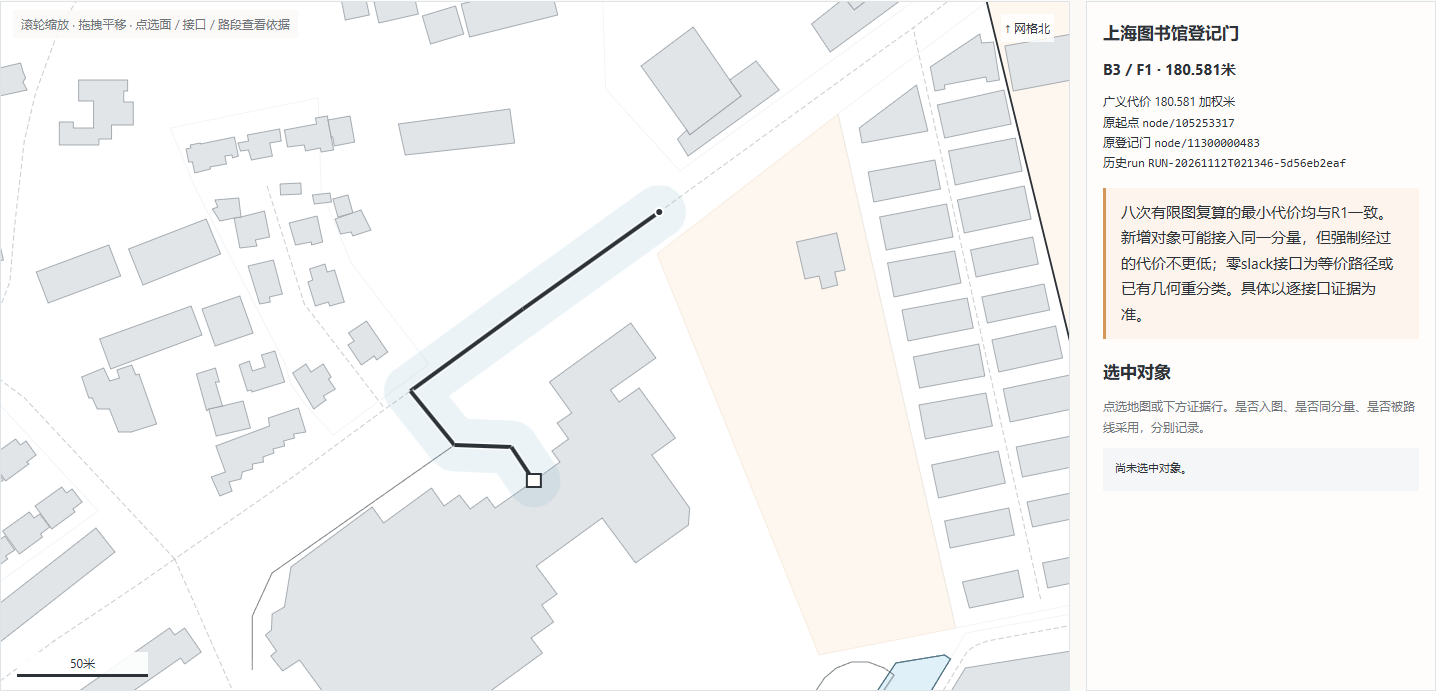 滚轮缩放 · 拖拽平移 · 点选面 / 接口 / 路段查看依据
↑ 网格北
50米
上海图书馆登记门
B3 / F1 · 180.581米
广义代价 180.581 加权米
原起点 node/105253317
原登记门 node/11300000483
历史run RUN-20261112T021346-5d56eb2eaf
八次有限图复算的最小代价均与R1一致。
新增对象可能接入同一分量，但强制经过
的代价不更低；零slack接口为等价路径或
已有几何重分类。具体以逐接口证据为
准。
选中对象
点选地图或下方证据行。是否入图、是否同分量、是否被路
线采用，分别记录。
尚未选中对象。